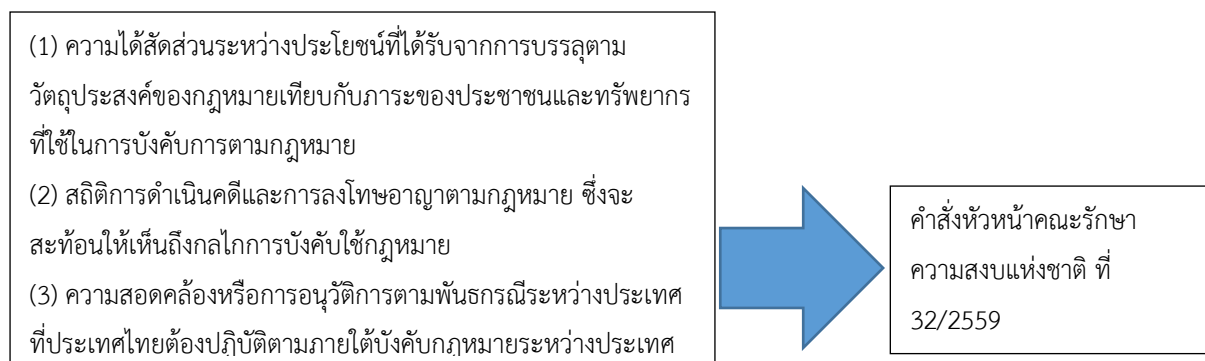 (1) ความได้สัดส่วนระหว่างประโยชน์ที่ได้รับจากการบรรลุตาม
วัตถุประสงค์ของกฎหมายเทียบกับภาระของประชาชนและทรัพยากร
ที่ใช้ในการบังคับการตามกฎหมาย
(2) สถิติการดำเนินคดีและการลงโทษอาญาตามกฎหมาย ซึ่งจะ
สะท้อนให้เห็นถึงกลไกการบังคับใช้กฎหมาย
(3) ความสอดคล้องหรือการอนุวัติการตามพันธกรณีระหว่างประเทศ
ที่ประเทศไทยต้องปฏิบัติตามภายใต้บังคับกฎหมายระหว่างประเทศ
คำสั่งหัวหน้าคณะรักษา
ความสงบแห่งชาติ ที่
32/2559